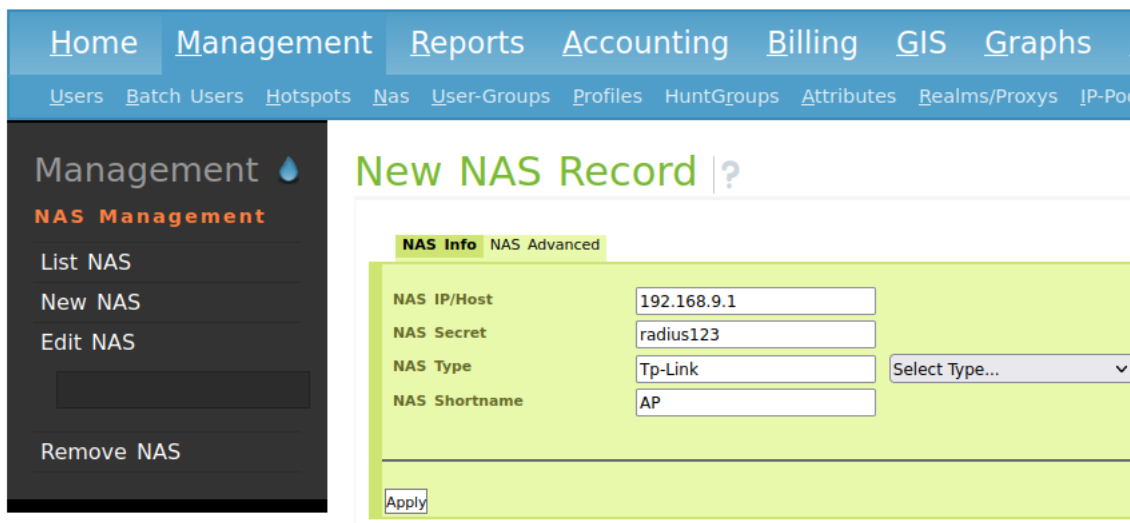 Home Management Reports Accounting Billing GIS Graphs
Users Batch Users Hotspots Nas User-Groups Profiles HuntGroups Attributes Realms/Proxys
Management
NAS Management
List NAS
New NAS
Edit NAS
Remove NAS
New NAS Record ?
NAS Info NAS Advanced
NAS IP/Host 192.168.9.1
NAS Secret radius123
NAS Type Tp-Link Select Type...
NAS Shortname AP
Apply